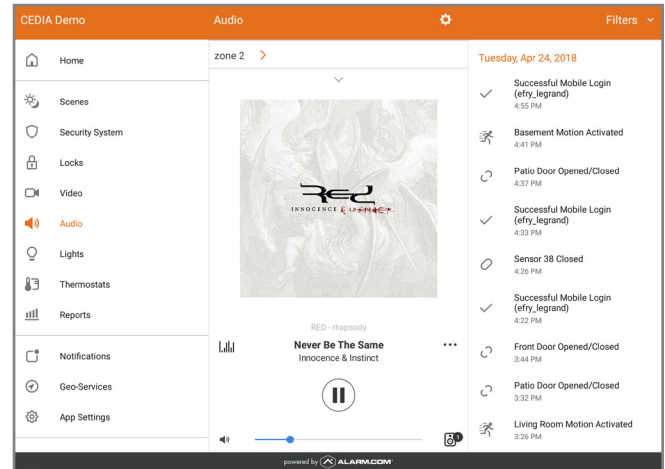 CEDIA Demo
Audio
Filters
Home
Scenes
Security System
Locks
Video
Audio
Lights
Thermostats
Reports
Notifications
Geo-Services
App Settings
zone 2
RED
INNOCENCE & INSTINCT
RED - rhapsody
Never Be The Same
Innocence & Instinct
1
Tuesday, Apr 24, 2018
Successful Mobile Login
(efry_legrand)
4:55 PM
Basement Motion Activated
4:41 PM
Patio Door Opened/Closed
4:37 PM
Successful Mobile Login
(efry_legrand)
4:33 PM
Sensor 38 Closed
4:26 PM
Successful Mobile Login
(efry_legrand)
4:22 PM
Front Door Opened/Closed
3:44 PM
Patio Door Opened/Closed
3:32 PM
Living Room Motion Activated
3:26 PM
powered by ALARM.COM